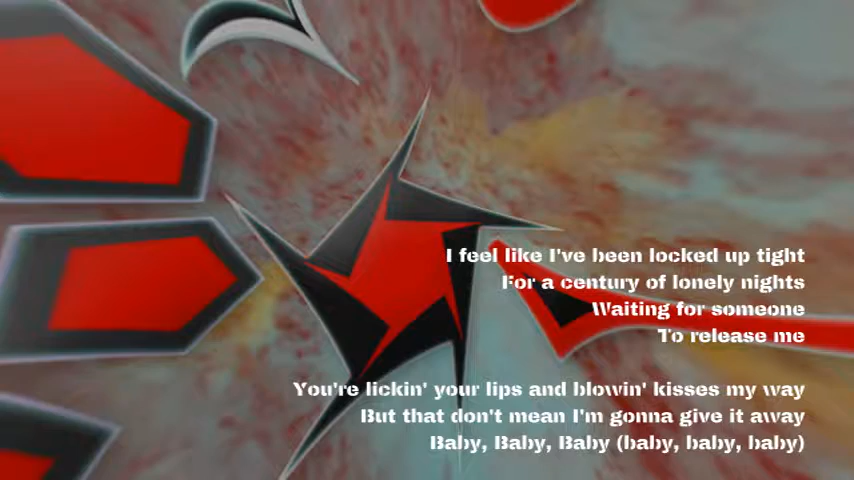 I feel like I've been locked up tight
For a century of lonely nights
Waiting for someone
To release me
You're lickin' your lips and blowin' kisses my way
But that don't mean I'm gonna give it away
Baby, Baby, Baby (baby, baby, baby)